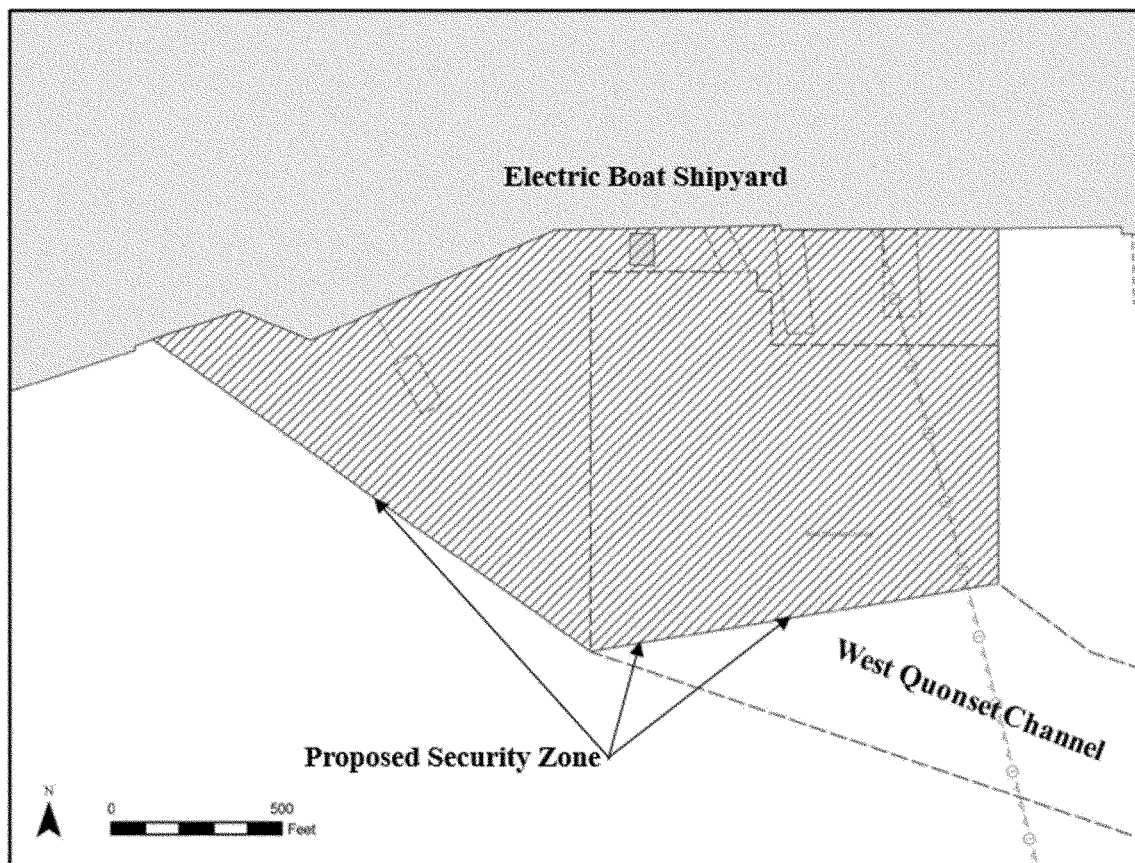 Electric Boat Shipyard
West Quonset Channel
Proposed Security Zone
N
0 500
Feet